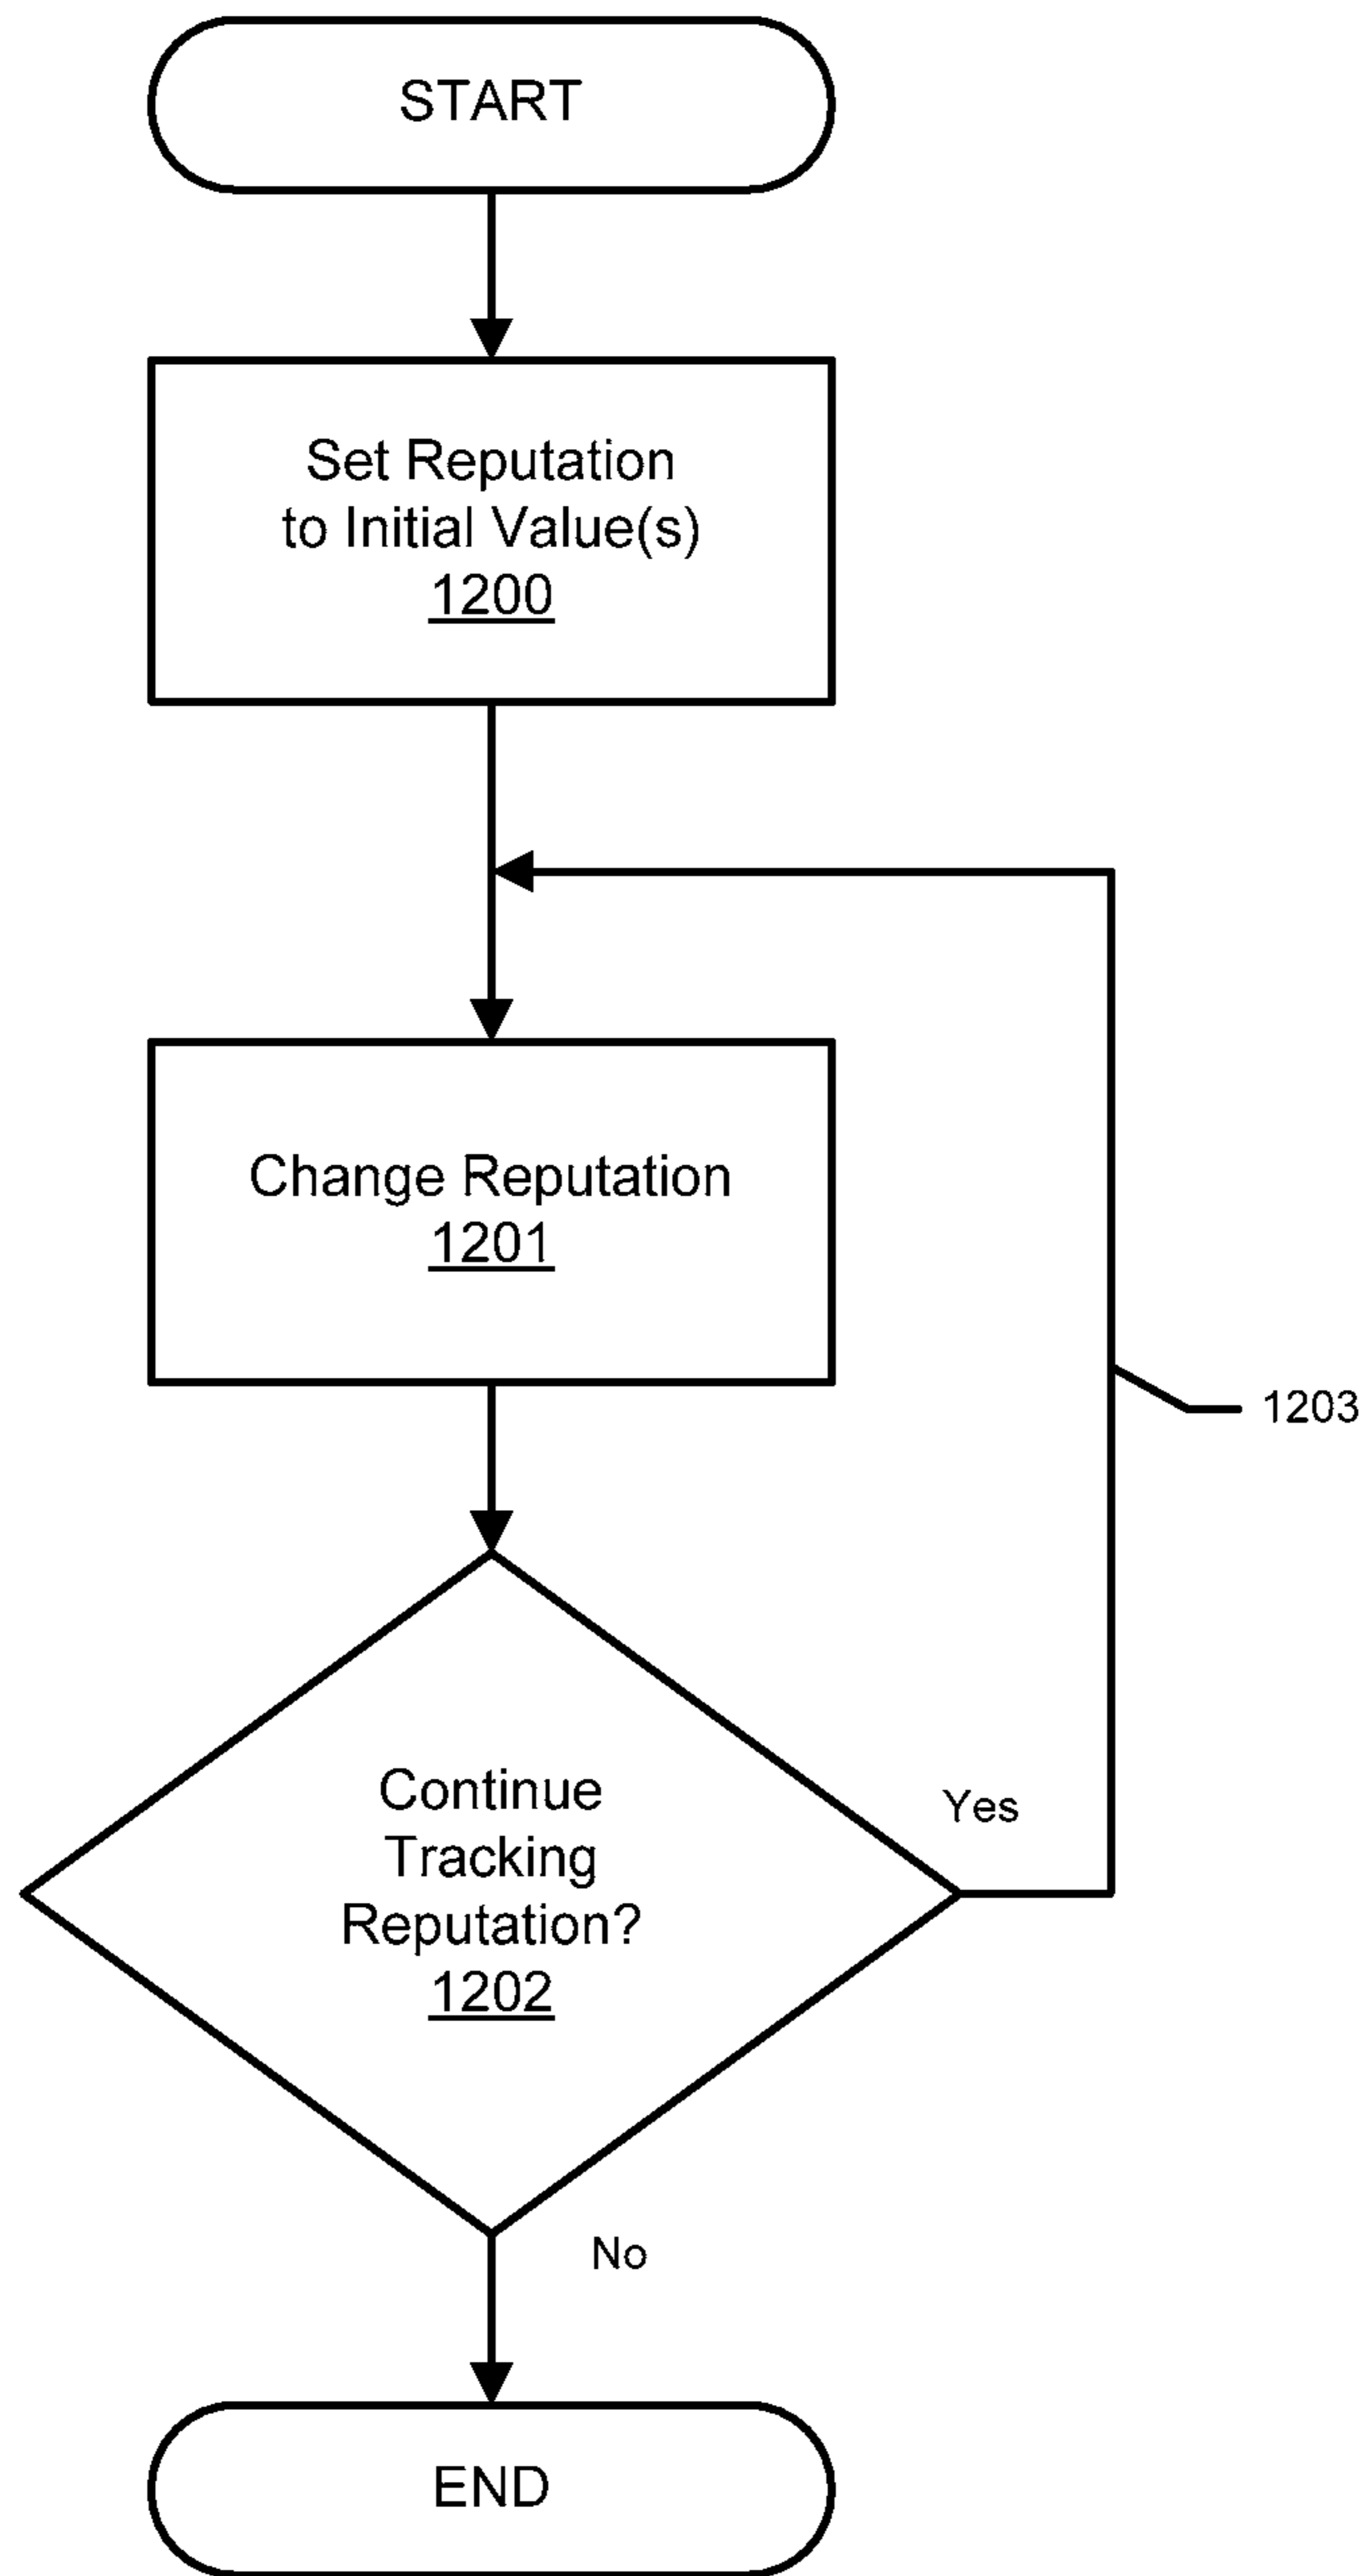 START
Set Reputation
to Initial Value(s)
1200
Change Reputation
1201
1203
Continue
Tracking
Reputation?
1202
Yes
No
END